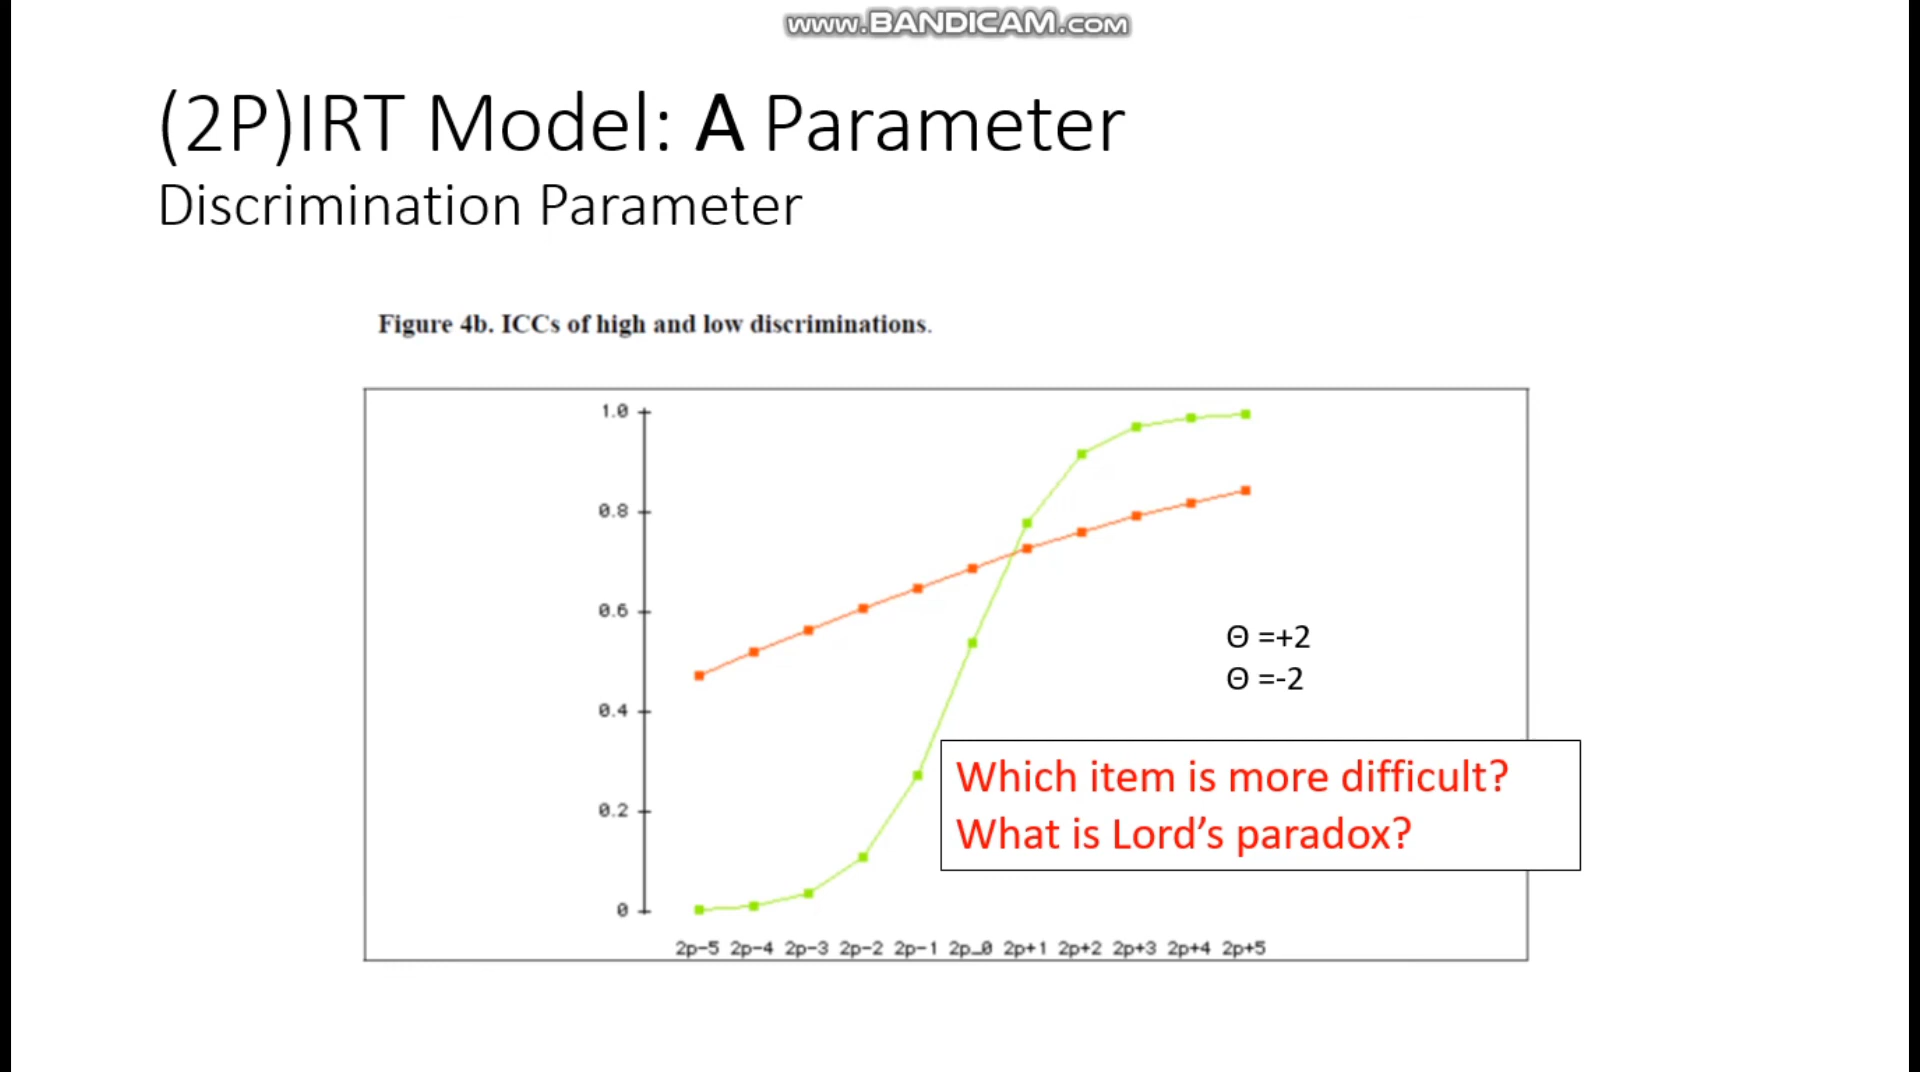 www.BANDICAM.COM
(2P)IRT Model: A Parameter
Discrimination Parameter
Figure 4b. ICCs of high and low discriminations.
1.0
0.8
0.6
0.4
0.2
0
Θ =+2
Θ =-2
Which item is more difficult?
What is Lord’s paradox?
2p-5 2p-4 2p-3 2p-2 2p-1 2p_0 2p+1 2p+2 2p+3 2p+4 2p+5